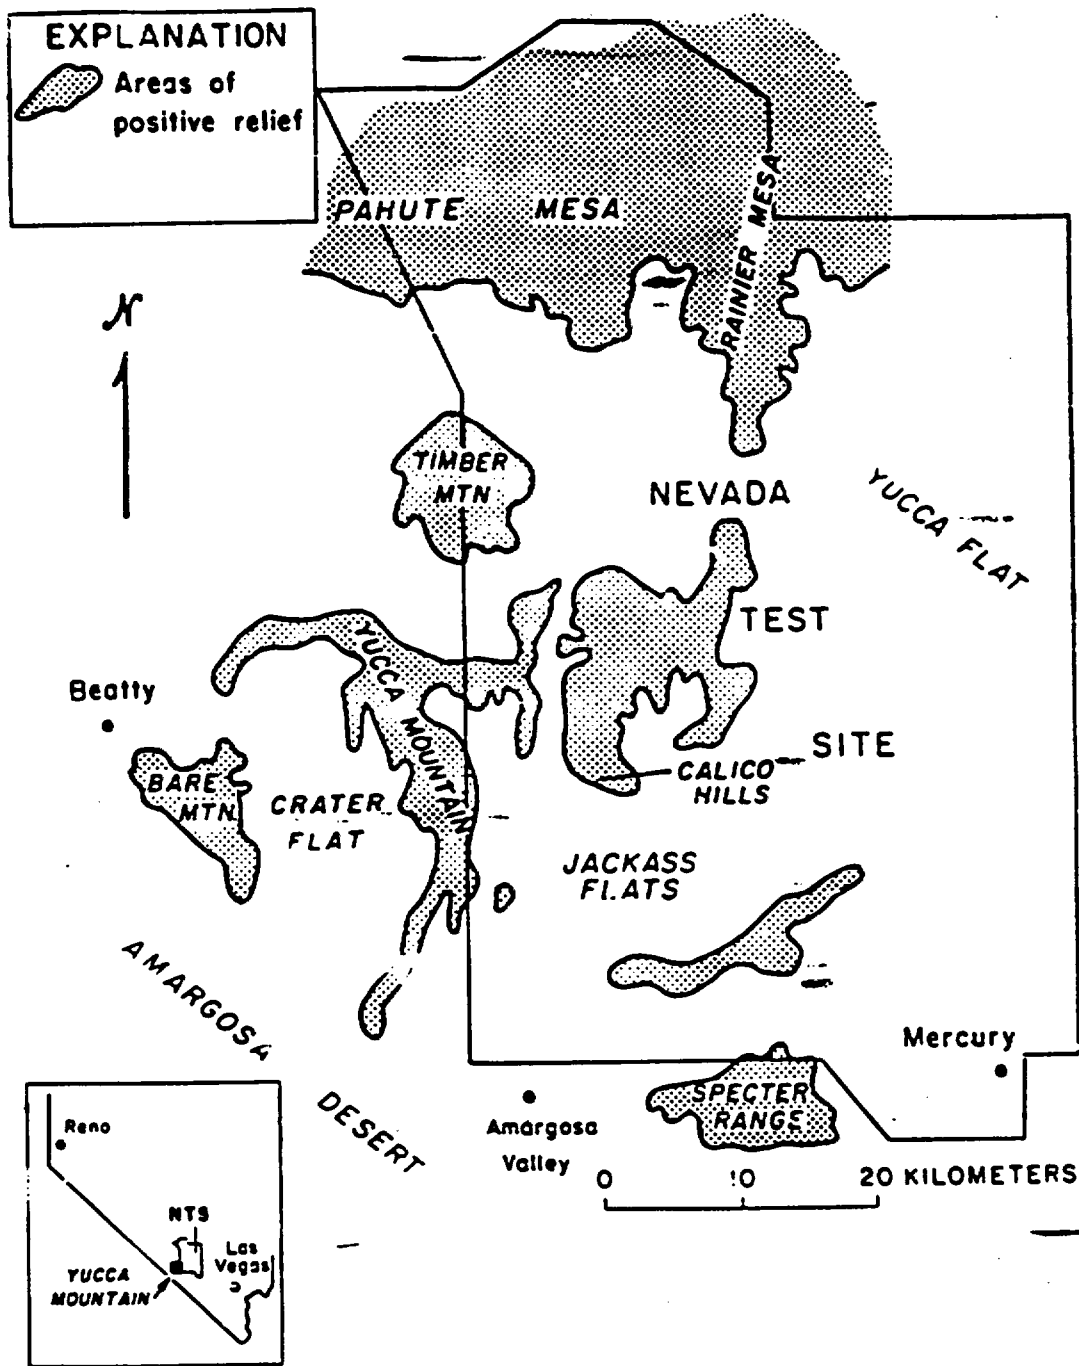 EXPLANATION
Areas of
positive relief
PAHUTE MESA
RAINIER MESA
N
TIMBER
MTN
NEVADA
YUCCA FLAT
TEST
YUCCA MOUNTAIN
Beatty
SITE
BARE
MTN.
CRATER
FLAT
CALICO
HILLS
JACKASS
FLATS
AMARGOSA
DESERT
Mercury
SPECTER
RANGE
Amargosa
Valley
0 10 20 KILOMETERS
Reno
NTS
Las
Vegas
YUCCA
MOUNTAIN